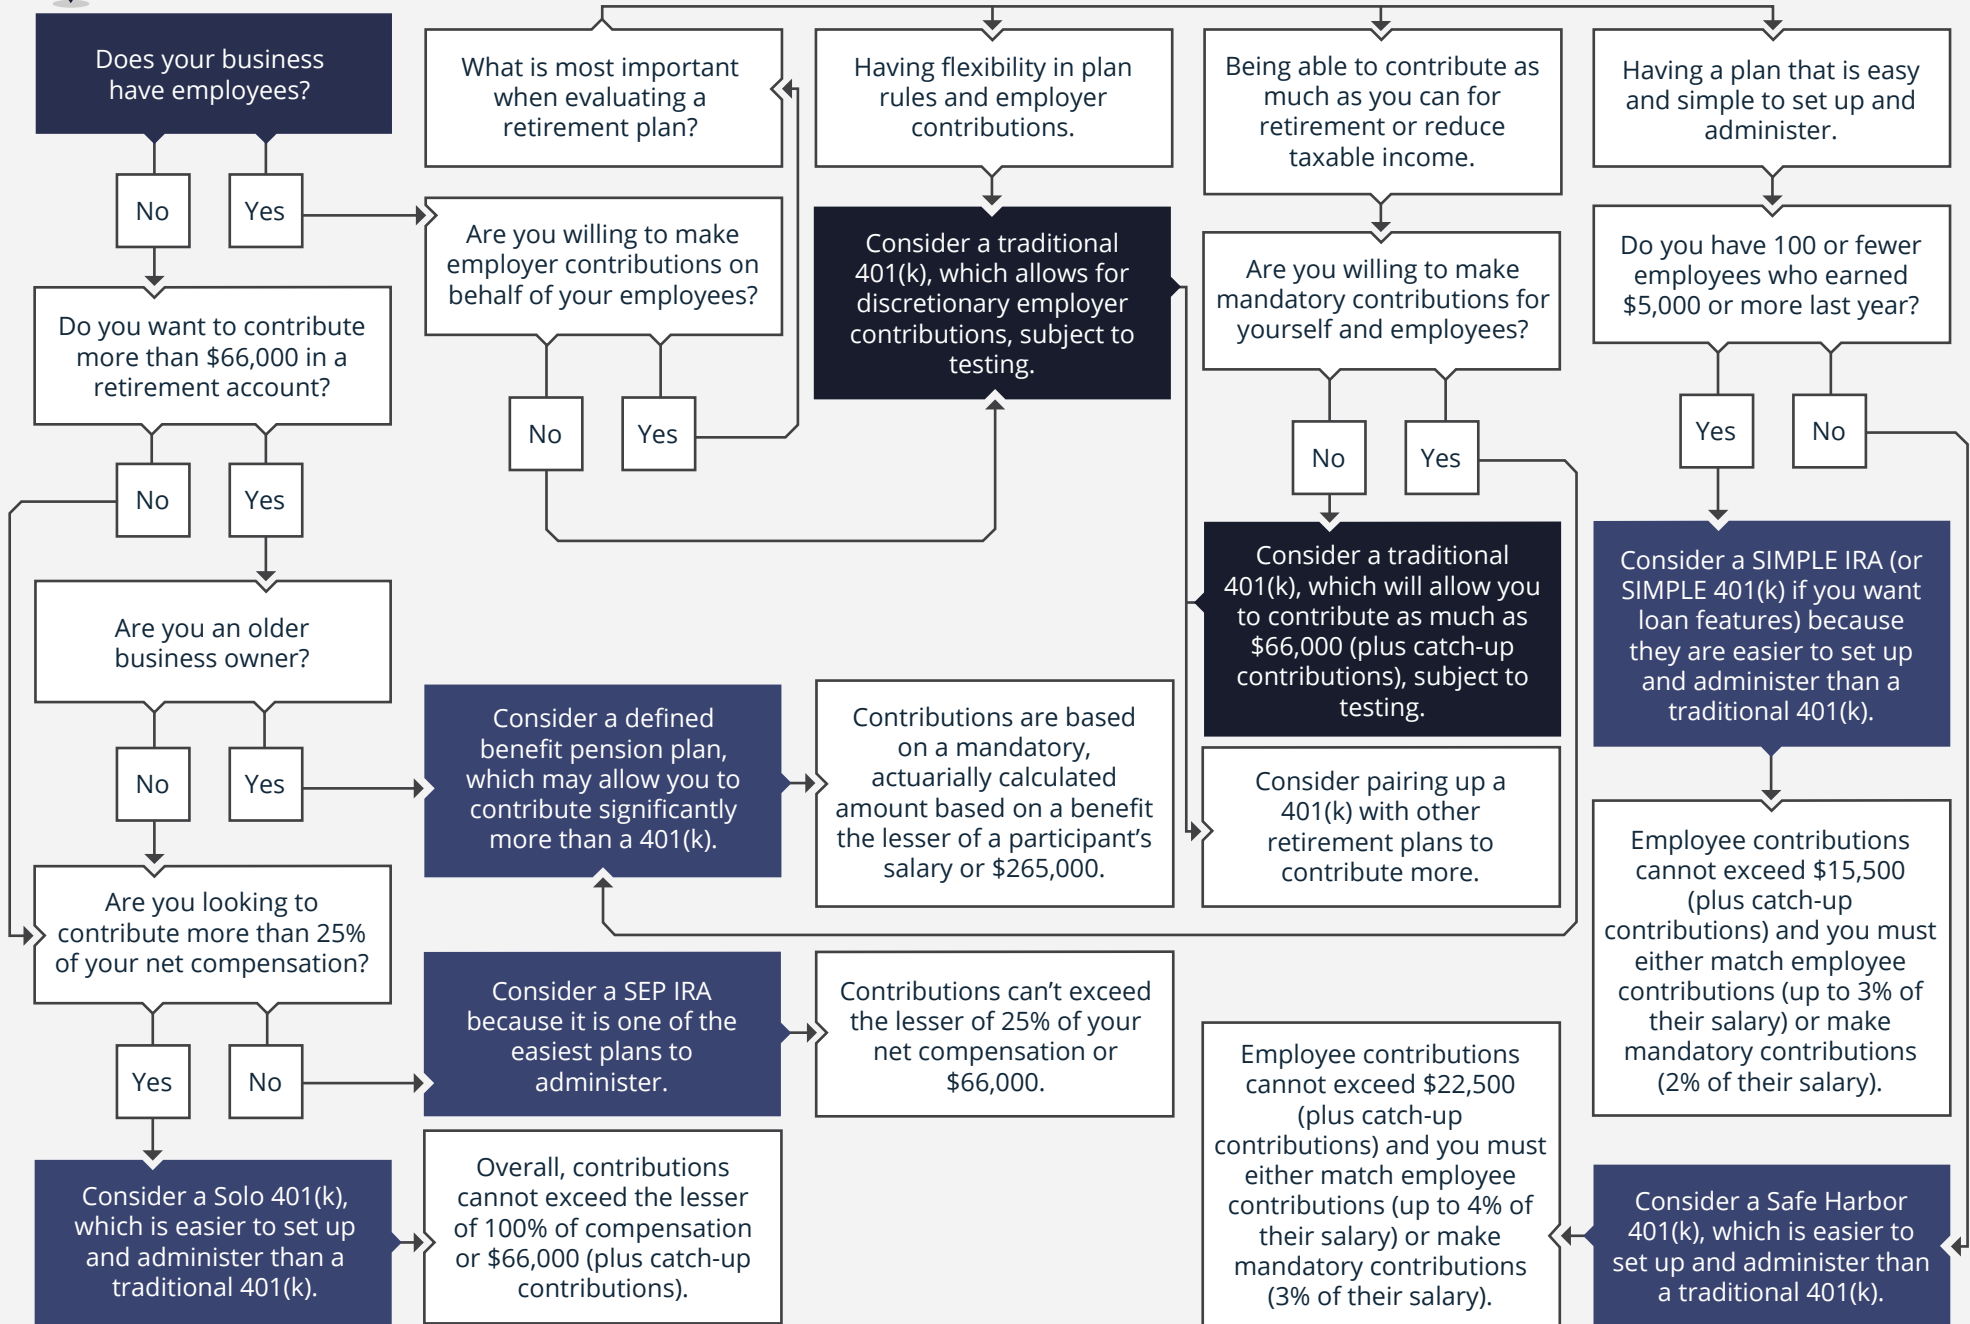 Does your business
have employees?
No
Yes
Do you want to contribute
more than $66,000 in a
retirement account?
No
Yes
Are you an older
business owner?
No
Yes
Are you looking to
contribute more than 25%
of your net compensation?
Yes
No
Consider a Solo 401(k),
which is easier to set up
and administer than a
traditional 401(k).
What is most important
when evaluating a
retirement plan?
Are you willing to make
employer contributions on
behalf of your employees?
No
Yes
Consider a defined
benefit pension plan,
which may allow you to
contribute significantly
more than a 401(k).
Consider a SEP IRA
because it is one of the
easiest plans to
administer.
Overall, contributions
cannot exceed the lesser
of 100% of compensation
or $66,000 (plus catch-up
contributions).
Having flexibility in plan
rules and employer
contributions.
Consider a traditional
401(k), which allows for
discretionary employer
contributions, subject to
testing.
Contributions are based
on a mandatory,
actuarially calculated
amount based on a benefit
the lesser of a participant’s
salary or $265,000.
Contributions can’t exceed
the lesser of 25% of your
net compensation or
$66,000.
Being able to contribute as
much as you can for
retirement or reduce
taxable income.
Are you willing to make
mandatory contributions for
yourself and employees?
No
Yes
Consider a traditional
401(k), which will allow you
to contribute as much as
$66,000 (plus catch-up
contributions), subject to
testing.
Consider pairing up a
401(k) with other
retirement plans to
contribute more.
Employee contributions
cannot exceed $22,500
(plus catch-up
contributions) and you must
either match employee
contributions (up to 4% of
their salary) or make
mandatory contributions
(3% of their salary).
Having a plan that is easy
and simple to set up and
administer.
Do you have 100 or fewer
employees who earned
$5,000 or more last year?
Yes
No
Consider a SIMPLE IRA (or
SIMPLE 401(k) if you want
loan features) because
they are easier to set up
and administer than a
traditional 401(k).
Employee contributions
cannot exceed $15,500
(plus catch-up
contributions) and you must
either match employee
contributions (up to 3% of
their salary) or make
mandatory contributions
(2% of their salary).
Consider a Safe Harbor
401(k), which is easier to
set up and administer than
a traditional 401(k).